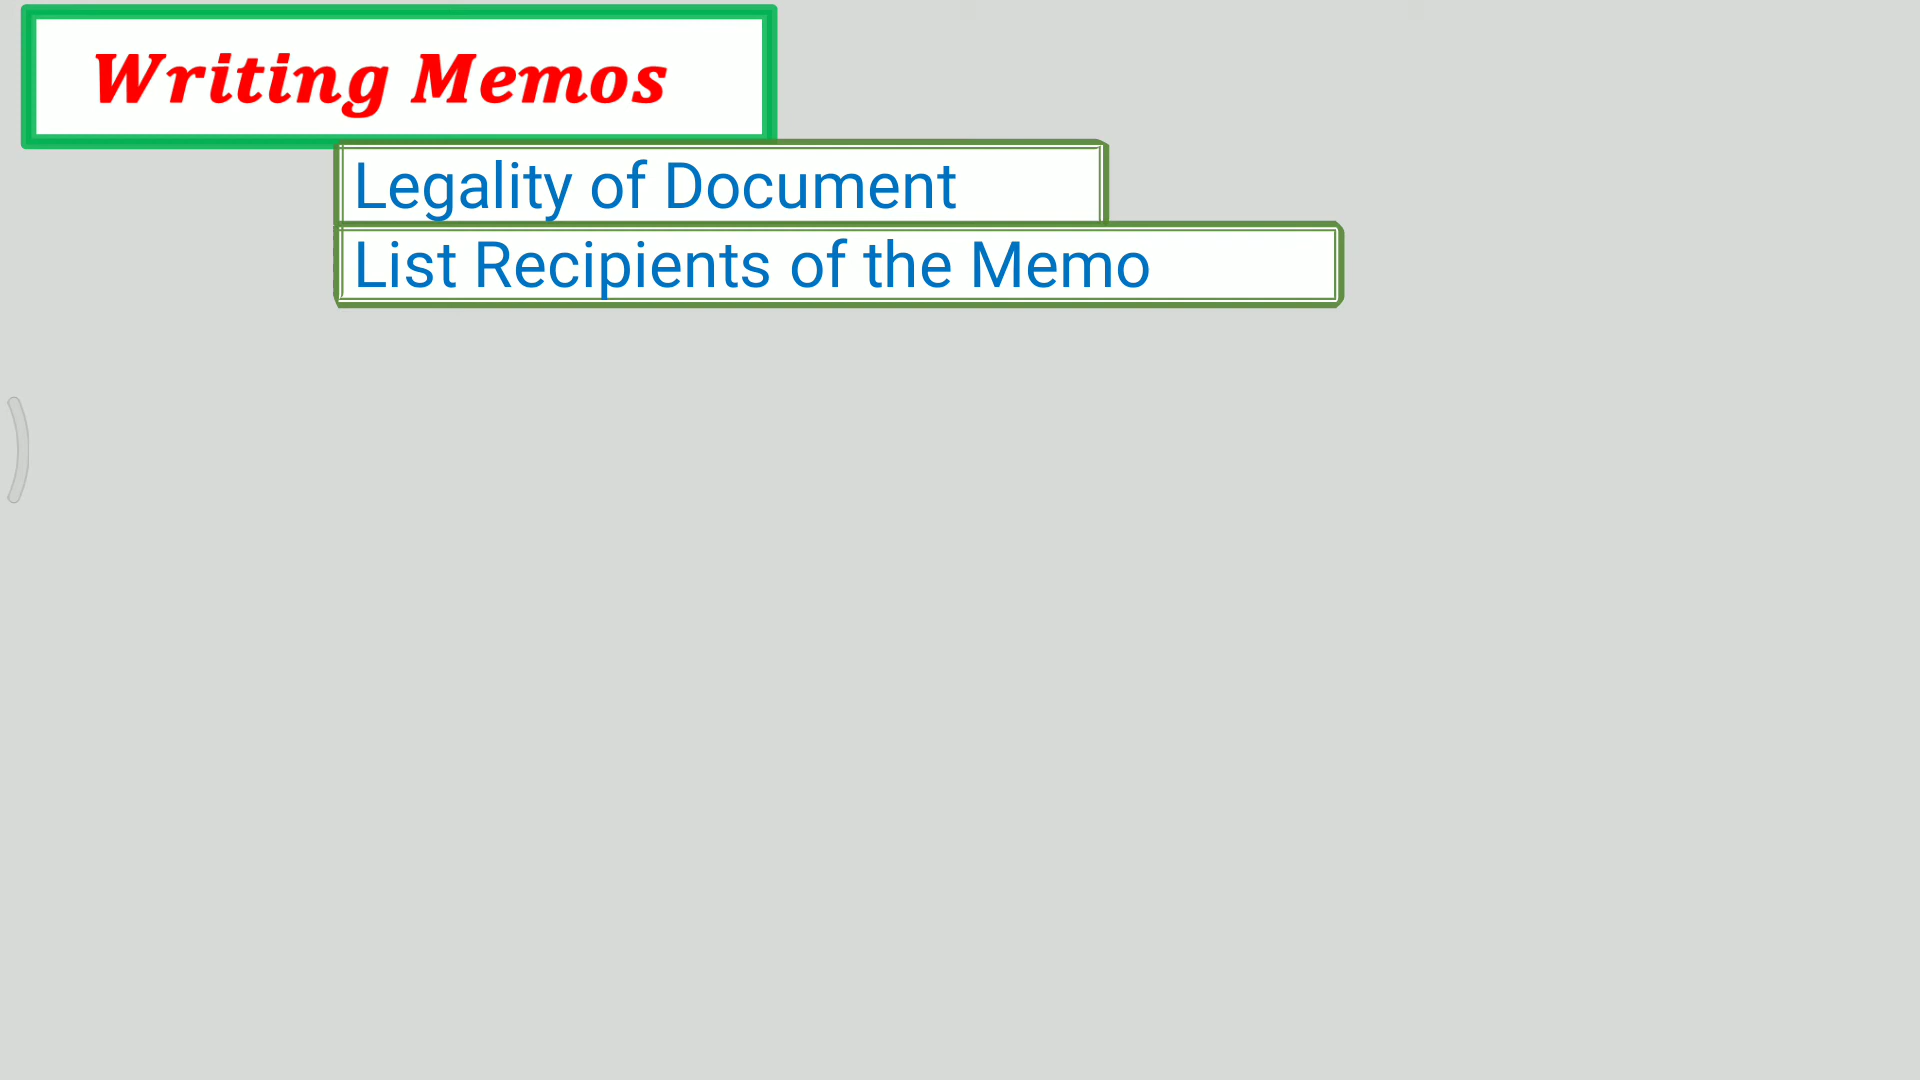 Writing Memos
Legality of Document
List Recipients of the Memo